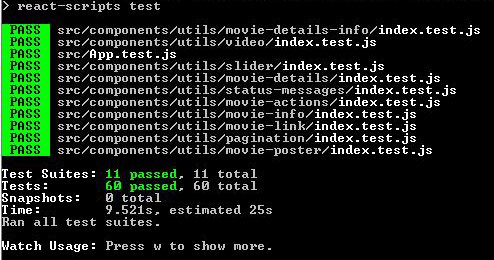 > react-scripts test
PASS src/components/utils/movie-details-info/index.test.js
PASS src/components/utils/video/index.test.js
PASS src/App.test.js
PASS src/components/utils/slider/index.test.js
PASS src/components/utils/movie-details/index.test.js
PASS src/components/utils/status-messages/index.test.js
PASS src/components/utils/movie-actions/index.test.js
PASS src/components/utils/movie-info/index.test.js
PASS src/components/utils/movie-link/index.test.js
PASS src/components/utils/pagination/index.test.js
PASS src/components/utils/movie-poster/index.test.js
Test Suites: 11 passed, 11 total
Tests: 60 passed, 60 total
Snapshots: 0 total
Time: 9.521s, estimated 25s
Ran all test suites.
Watch Usage: Press w to show more.